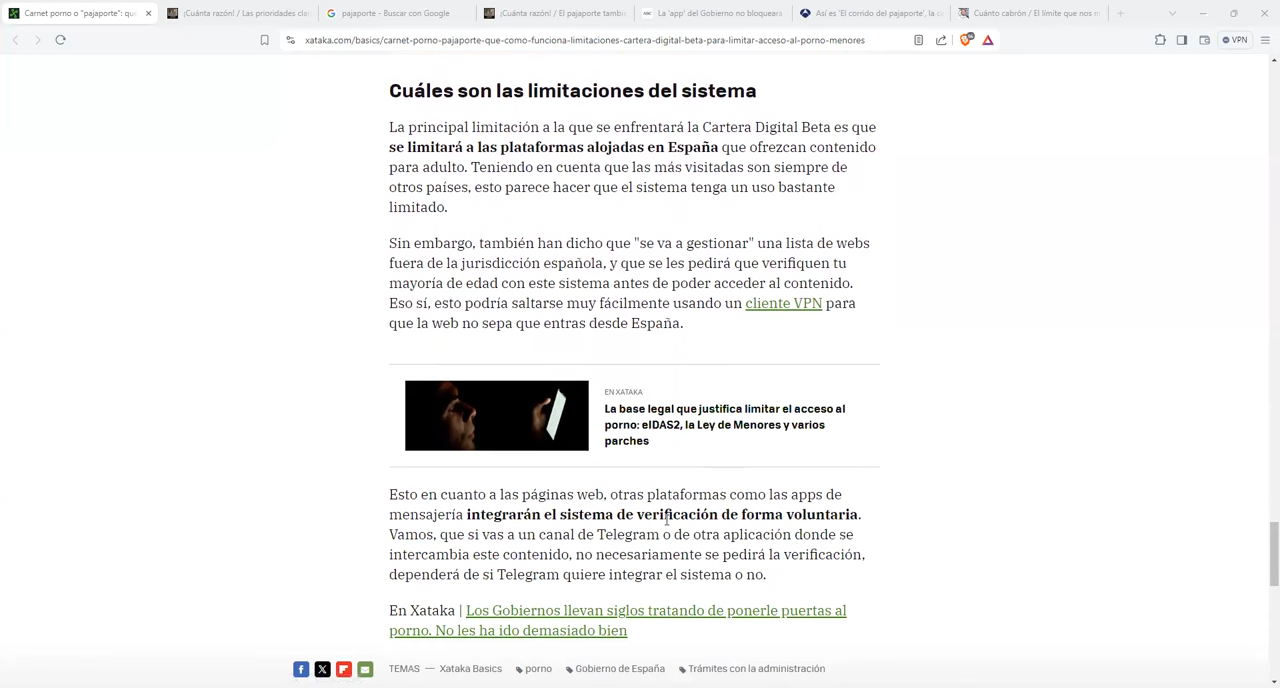 Carnet porno o "pajaporte": qué
¡Cuánta razón! / Las prioridades clar
pajaporte - Buscar con Google
¡Cuánta razón! / El pajaporte tambié
La 'app' del Gobierno no bloqueará
Así es 'El corrido del pajaporte', la ca
Cuánto cabrón / El límite que nos m
xataka.com/basics/carnet-porno-pajaporte-que-como-funciona-limitaciones-cartera-digital-beta-para-limitar-acceso-al-porno-menores
VPN
Cuáles son las limitaciones del sistema
La principal limitación a la que se enfrentará la Cartera Digital Beta es que
se limitará a las plataformas alojadas en España que ofrezcan contenido
para adulto. Teniendo en cuenta que las más visitadas son siempre de
otros países, esto parece hacer que el sistema tenga un uso bastante
limitado.
Sin embargo, también han dicho que "se va a gestionar" una lista de webs
fuera de la jurisdicción española, y que se les pedirá que verifiquen tu
mayoría de edad con este sistema antes de poder acceder al contenido.
Eso sí, esto podría saltarse muy fácilmente usando un cliente VPN para
que la web no sepa que entras desde España.
EN XATAKA
La base legal que justifica limitar el acceso al
porno: eIDAS2, la Ley de Menores y varios
parches
Esto en cuanto a las páginas web, otras plataformas como las apps de
mensajería integrarán el sistema de verificación de forma voluntaria.
Vamos, que si vas a un canal de Telegram o de otra aplicación donde se
intercambia este contenido, no necesariamente se pedirá la verificación,
dependerá de si Telegram quiere integrar el sistema o no.
En Xataka | Los Gobiernos llevan siglos tratando de ponerle puertas al
porno. No les ha ido demasiado bien
TEMAS — Xataka Basics porno Gobierno de España Trámites con la administración